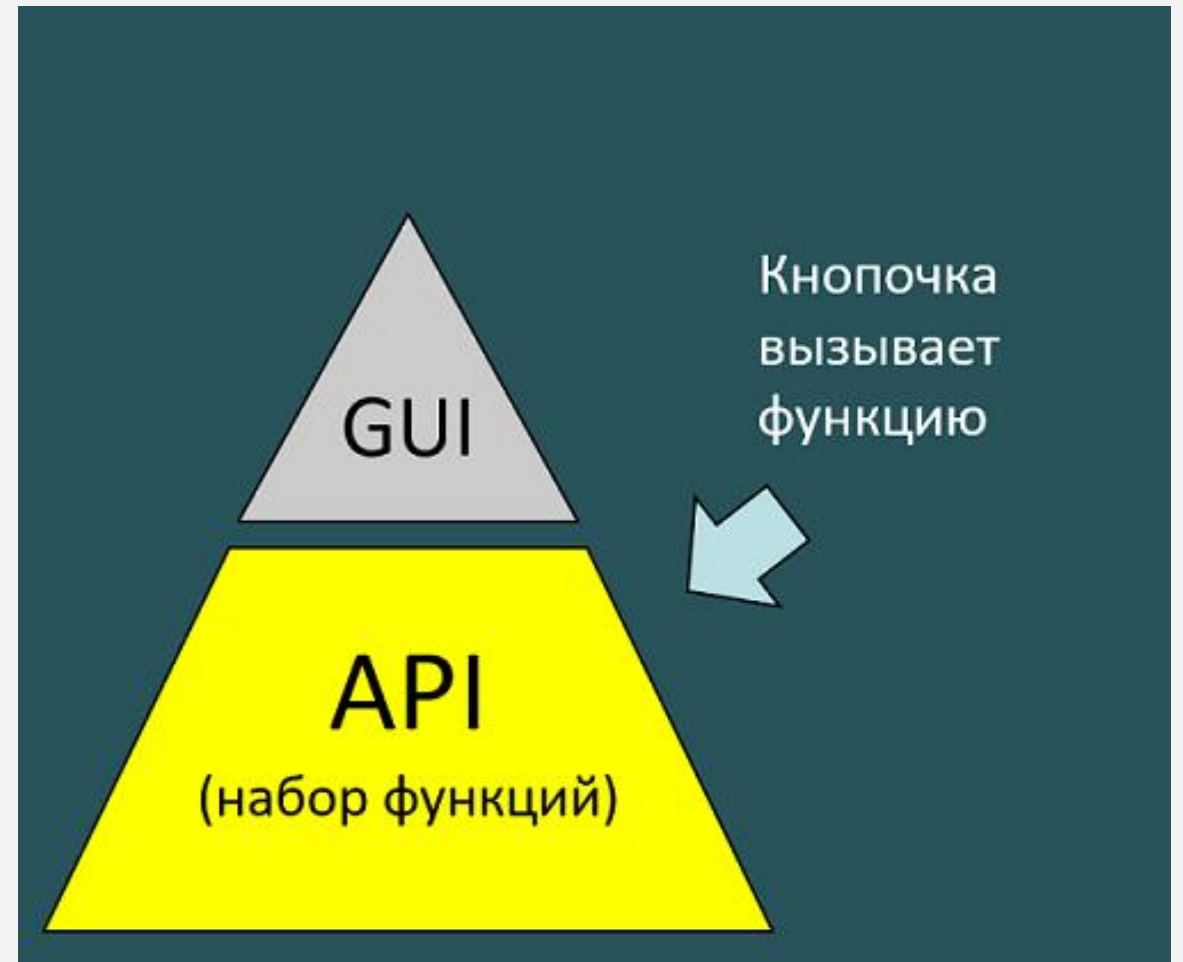 Кнопочка
вызывает
функцию
GUI
API
(набор функций)